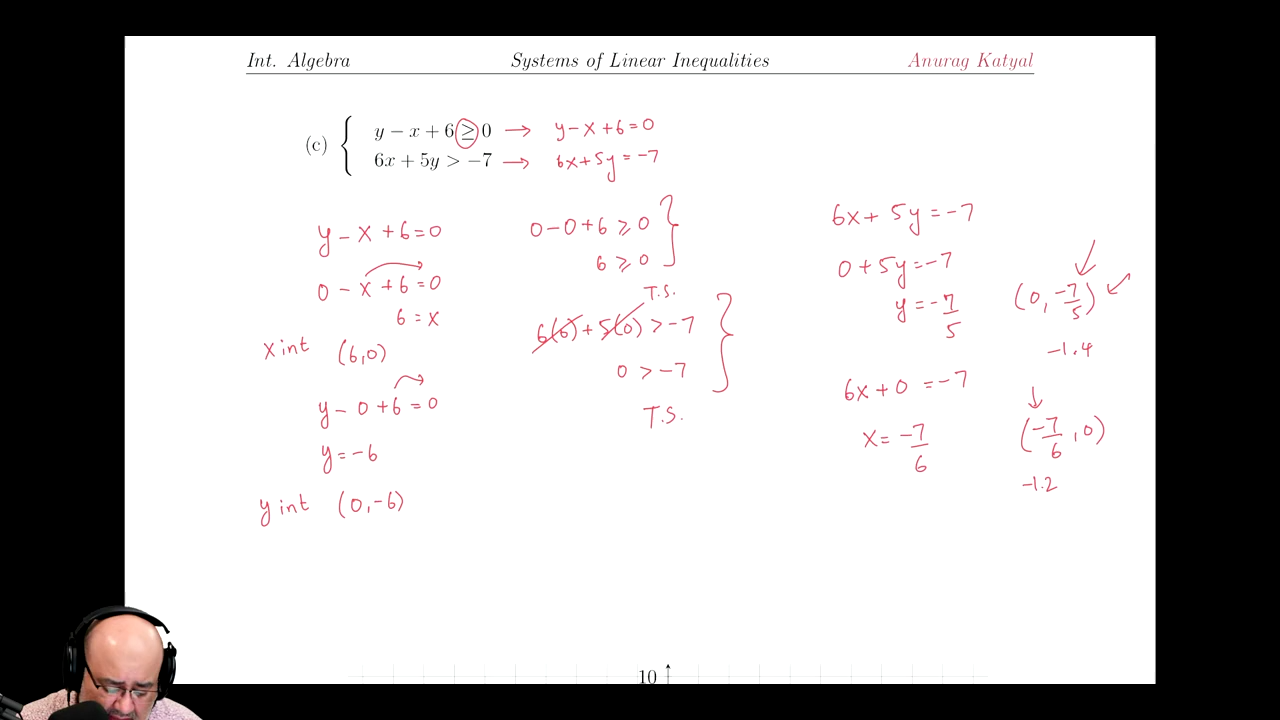 Int. Algebra Systems of Linear Inequalities Anurag Katyal
(c) { y − x + 6 ≥ 0 → y − x + 6 = 0
6x + 5y > −7 → 6x + 5y = −7
y − x + 6 = 0
0 − x + 6 = 0
6 = x
x int (6,0)
y − 0 + 6 = 0
y = −6
y int (0,−6)
0 − 0 + 6 ≥ 0
6 ≥ 0
T.S.
6(0) + 5(0) > −7
0 > −7
T.S.
6x + 5y = −7
0 + 5y = −7
y = −7/5
(0, −7/5)
−1.4
6x + 0 = −7
x = −7/6
(−7/6, 0)
−1.2
10